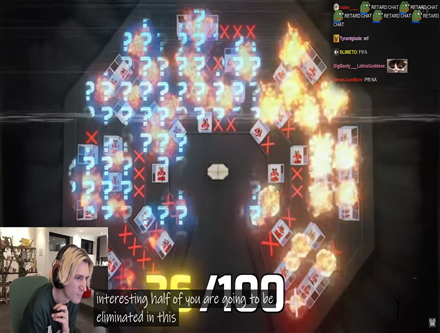 RETARD CHAT RETARD CHAT
RETARD CHAT RETARD CHAT RETARD
CHAT
Tyrantglade: wtf
SLIMETO: FIFA
BigBooty___LatinaGoddess:
PR NA
/100
interesting half of you are going to be
eliminated in this